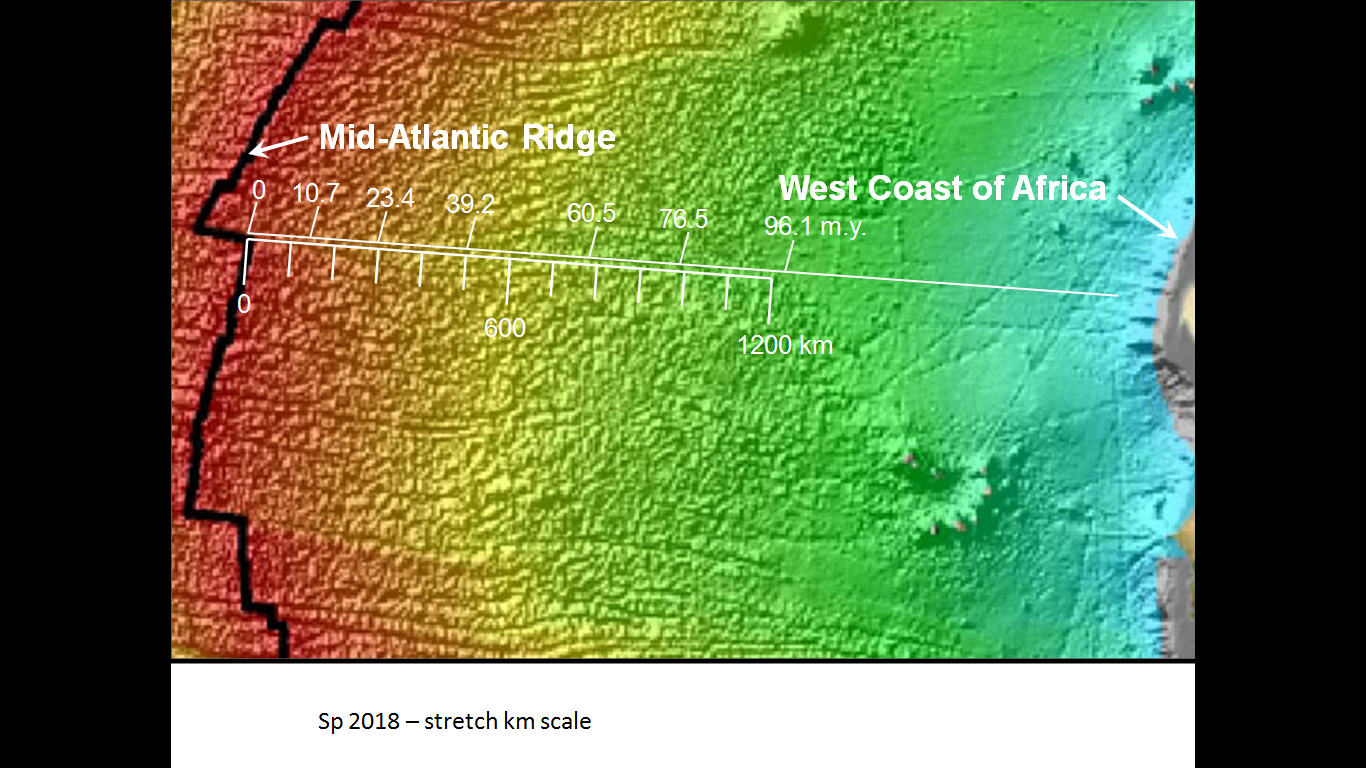 Mid-Atlantic Ridge
West Coast of Africa
0 10.7 23.4 39.2 60.5 76.5 96.1 m.y.
0 600 1200 km
Sp 2018 – stretch km scale